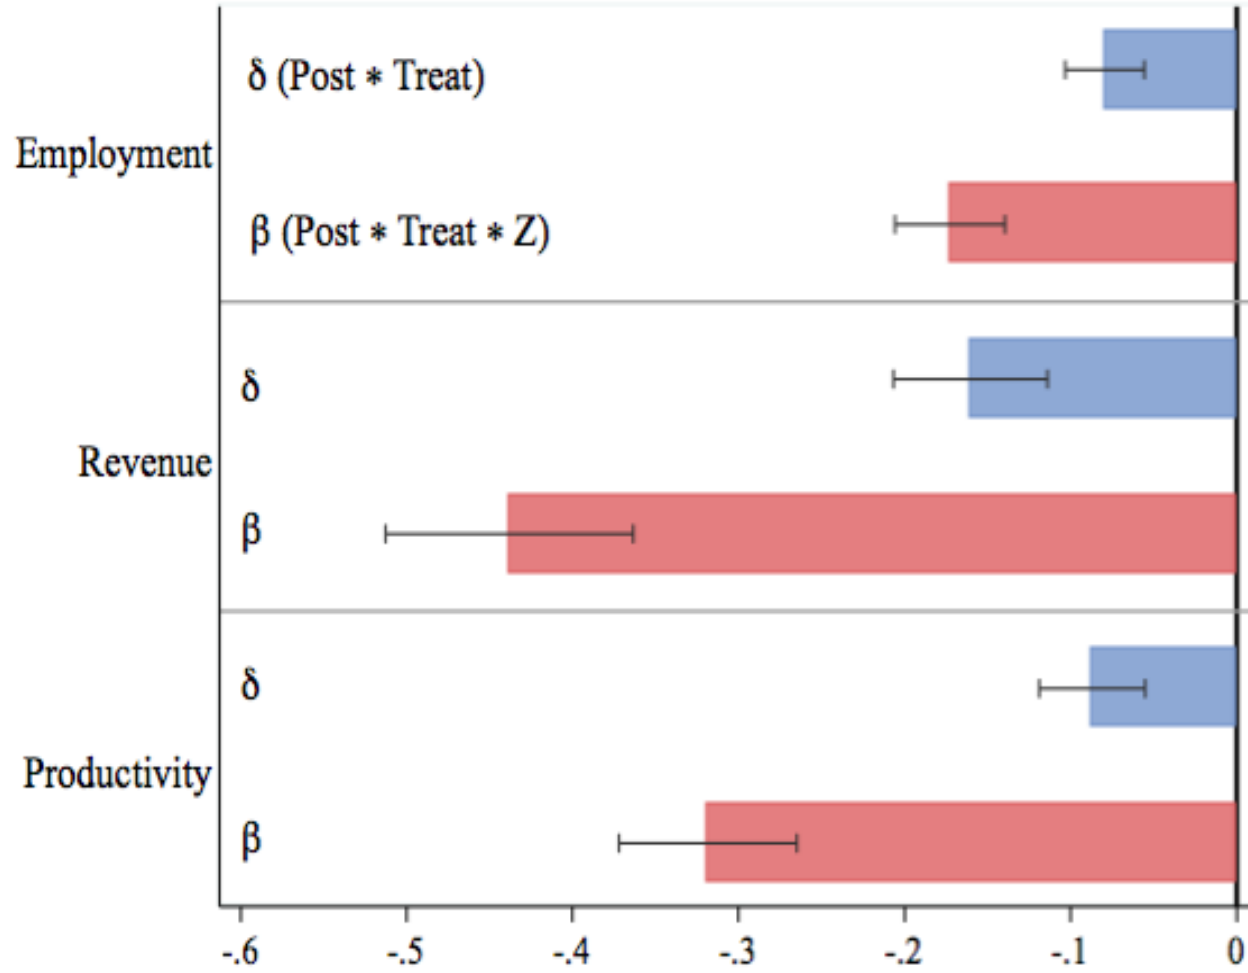 δ (Post ∗ Treat)
Employment
β (Post ∗ Treat ∗ Z)
δ
Revenue
β
δ
Productivity
β
-.6 -.5 -.4 -.3 -.2 -.1 0